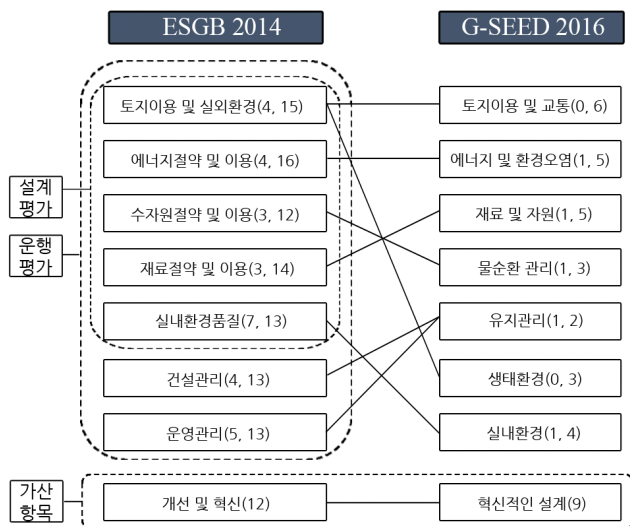 ESGB 2014
G-SEED 2016
토지이용 및 실외환경(4, 15)
토지이용 및 교통(0, 6)
에너지절약 및 이용(4, 16)
에너지 및 환경오염(1, 5)
설계
평가
수자원절약 및 이용(3, 12)
재료 및 자원(1, 5)
운행
평가
재료절약 및 이용(3, 14)
물순환 관리(1, 3)
실내환경품질(7, 13)
유지관리(1, 2)
건설관리(4, 13)
생태환경(0, 3)
운영관리(5, 13)
실내환경(1, 4)
가산
항목
개선 및 혁신(12)
혁신적인 설계(9)